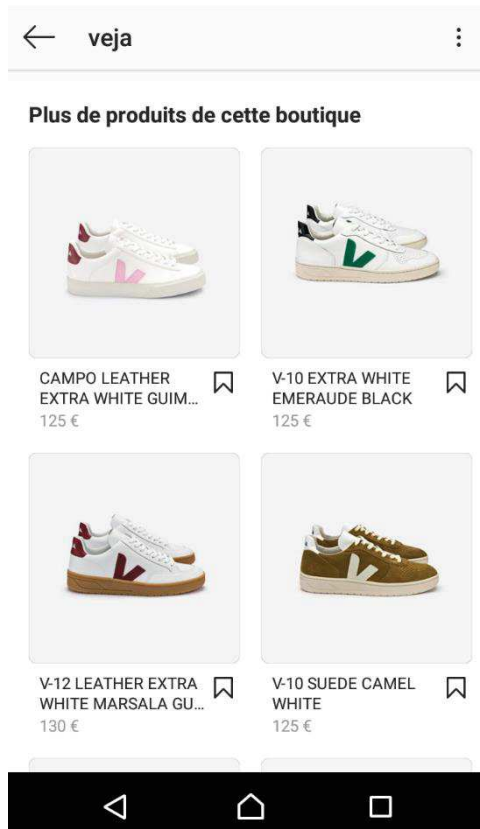 veja
Plus de produits de cette boutique
CAMPO LEATHER
EXTRA WHITE GUIM...
125 €
V-10 EXTRA WHITE
EMERAUDE BLACK
125 €
V-12 LEATHER EXTRA
WHITE MARSALA GU...
130 €
V-10 SUEDE CAMEL
WHITE
125 €